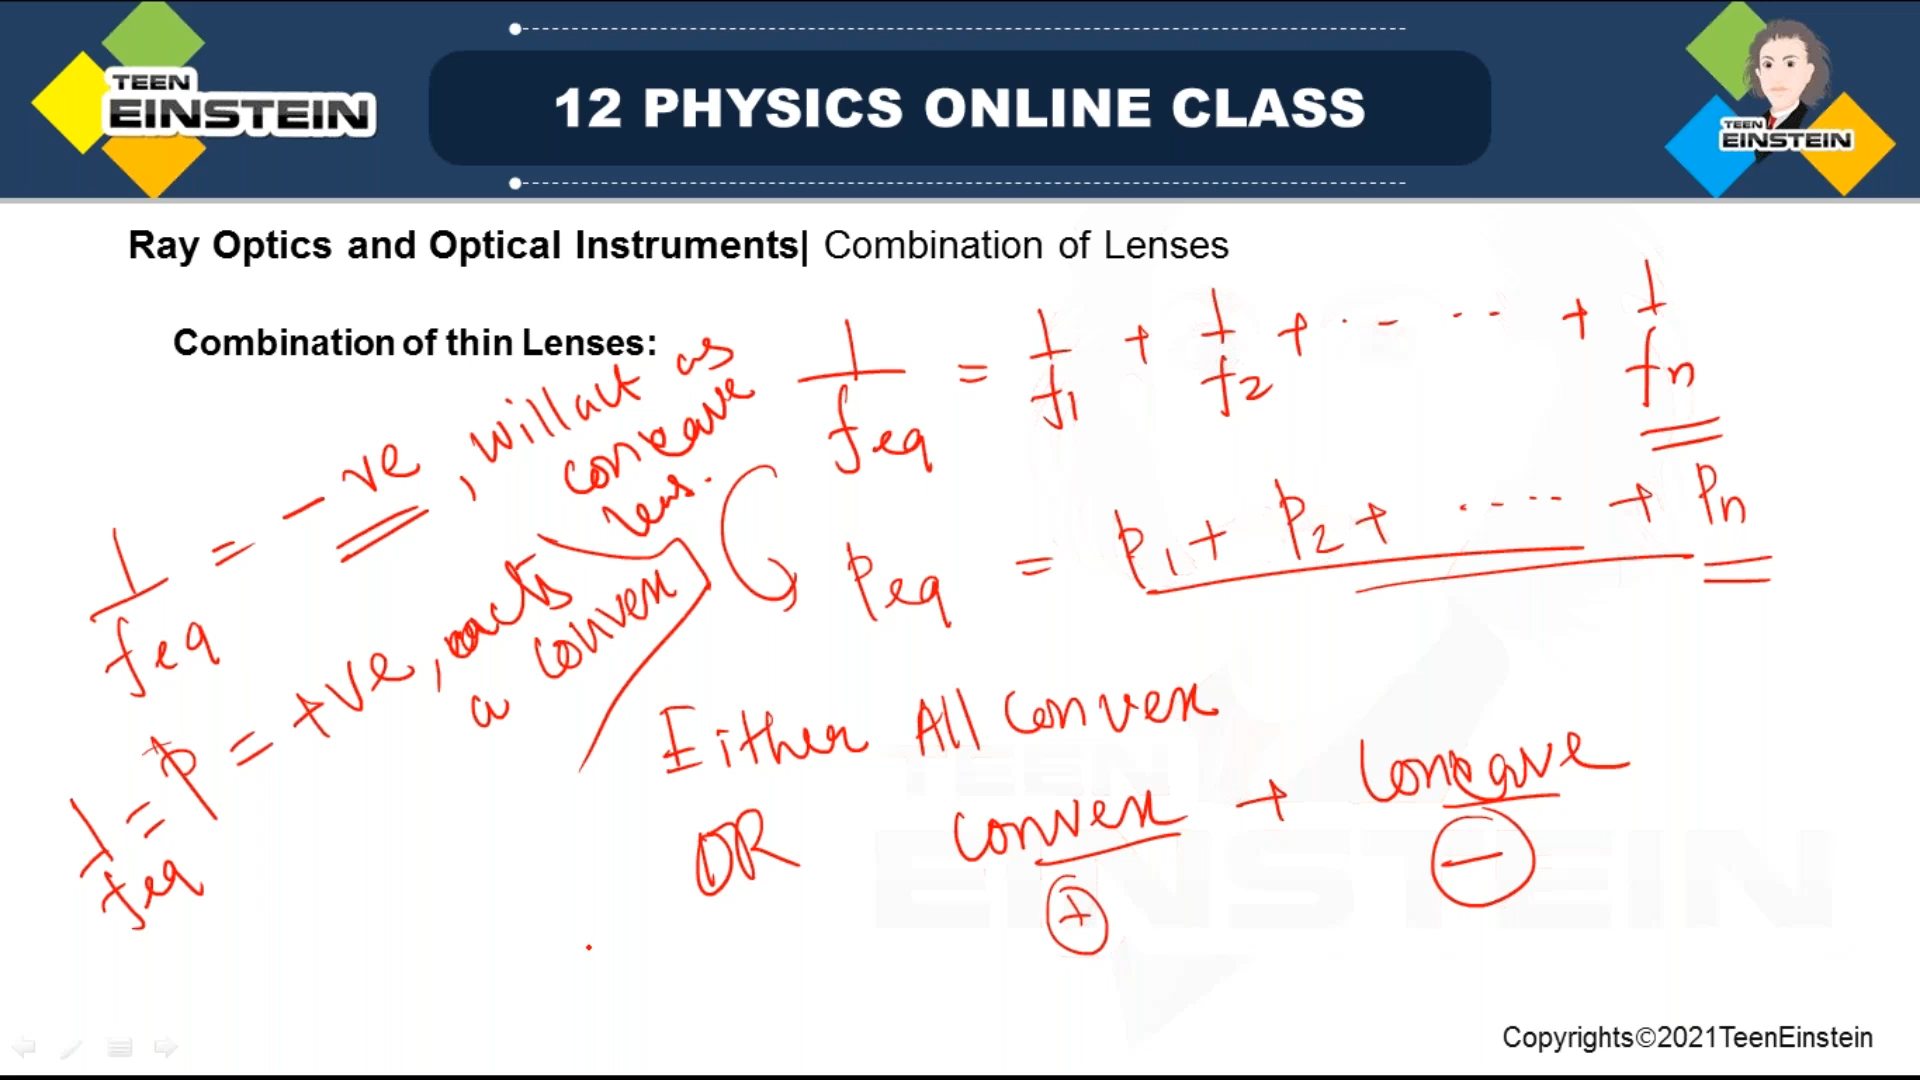 TEEN
EINSTEIN
12 PHYSICS ONLINE CLASS
TEEN
EINSTEIN
Ray Optics and Optical Instruments| Combination of Lenses
Combination of thin Lenses:
1/feq = 1/f1 + 1/f2 + ..... + 1/fn
Peq = P1 + P2 + ..... + Pn
1/feq = -ve, will act as
concave
lens.
1/feq = P = +ve, acts
a convex
Either All convex
OR convex + Concave
+ −
TEEN
EINSTEIN
Copyrights©2021TeenEinstein